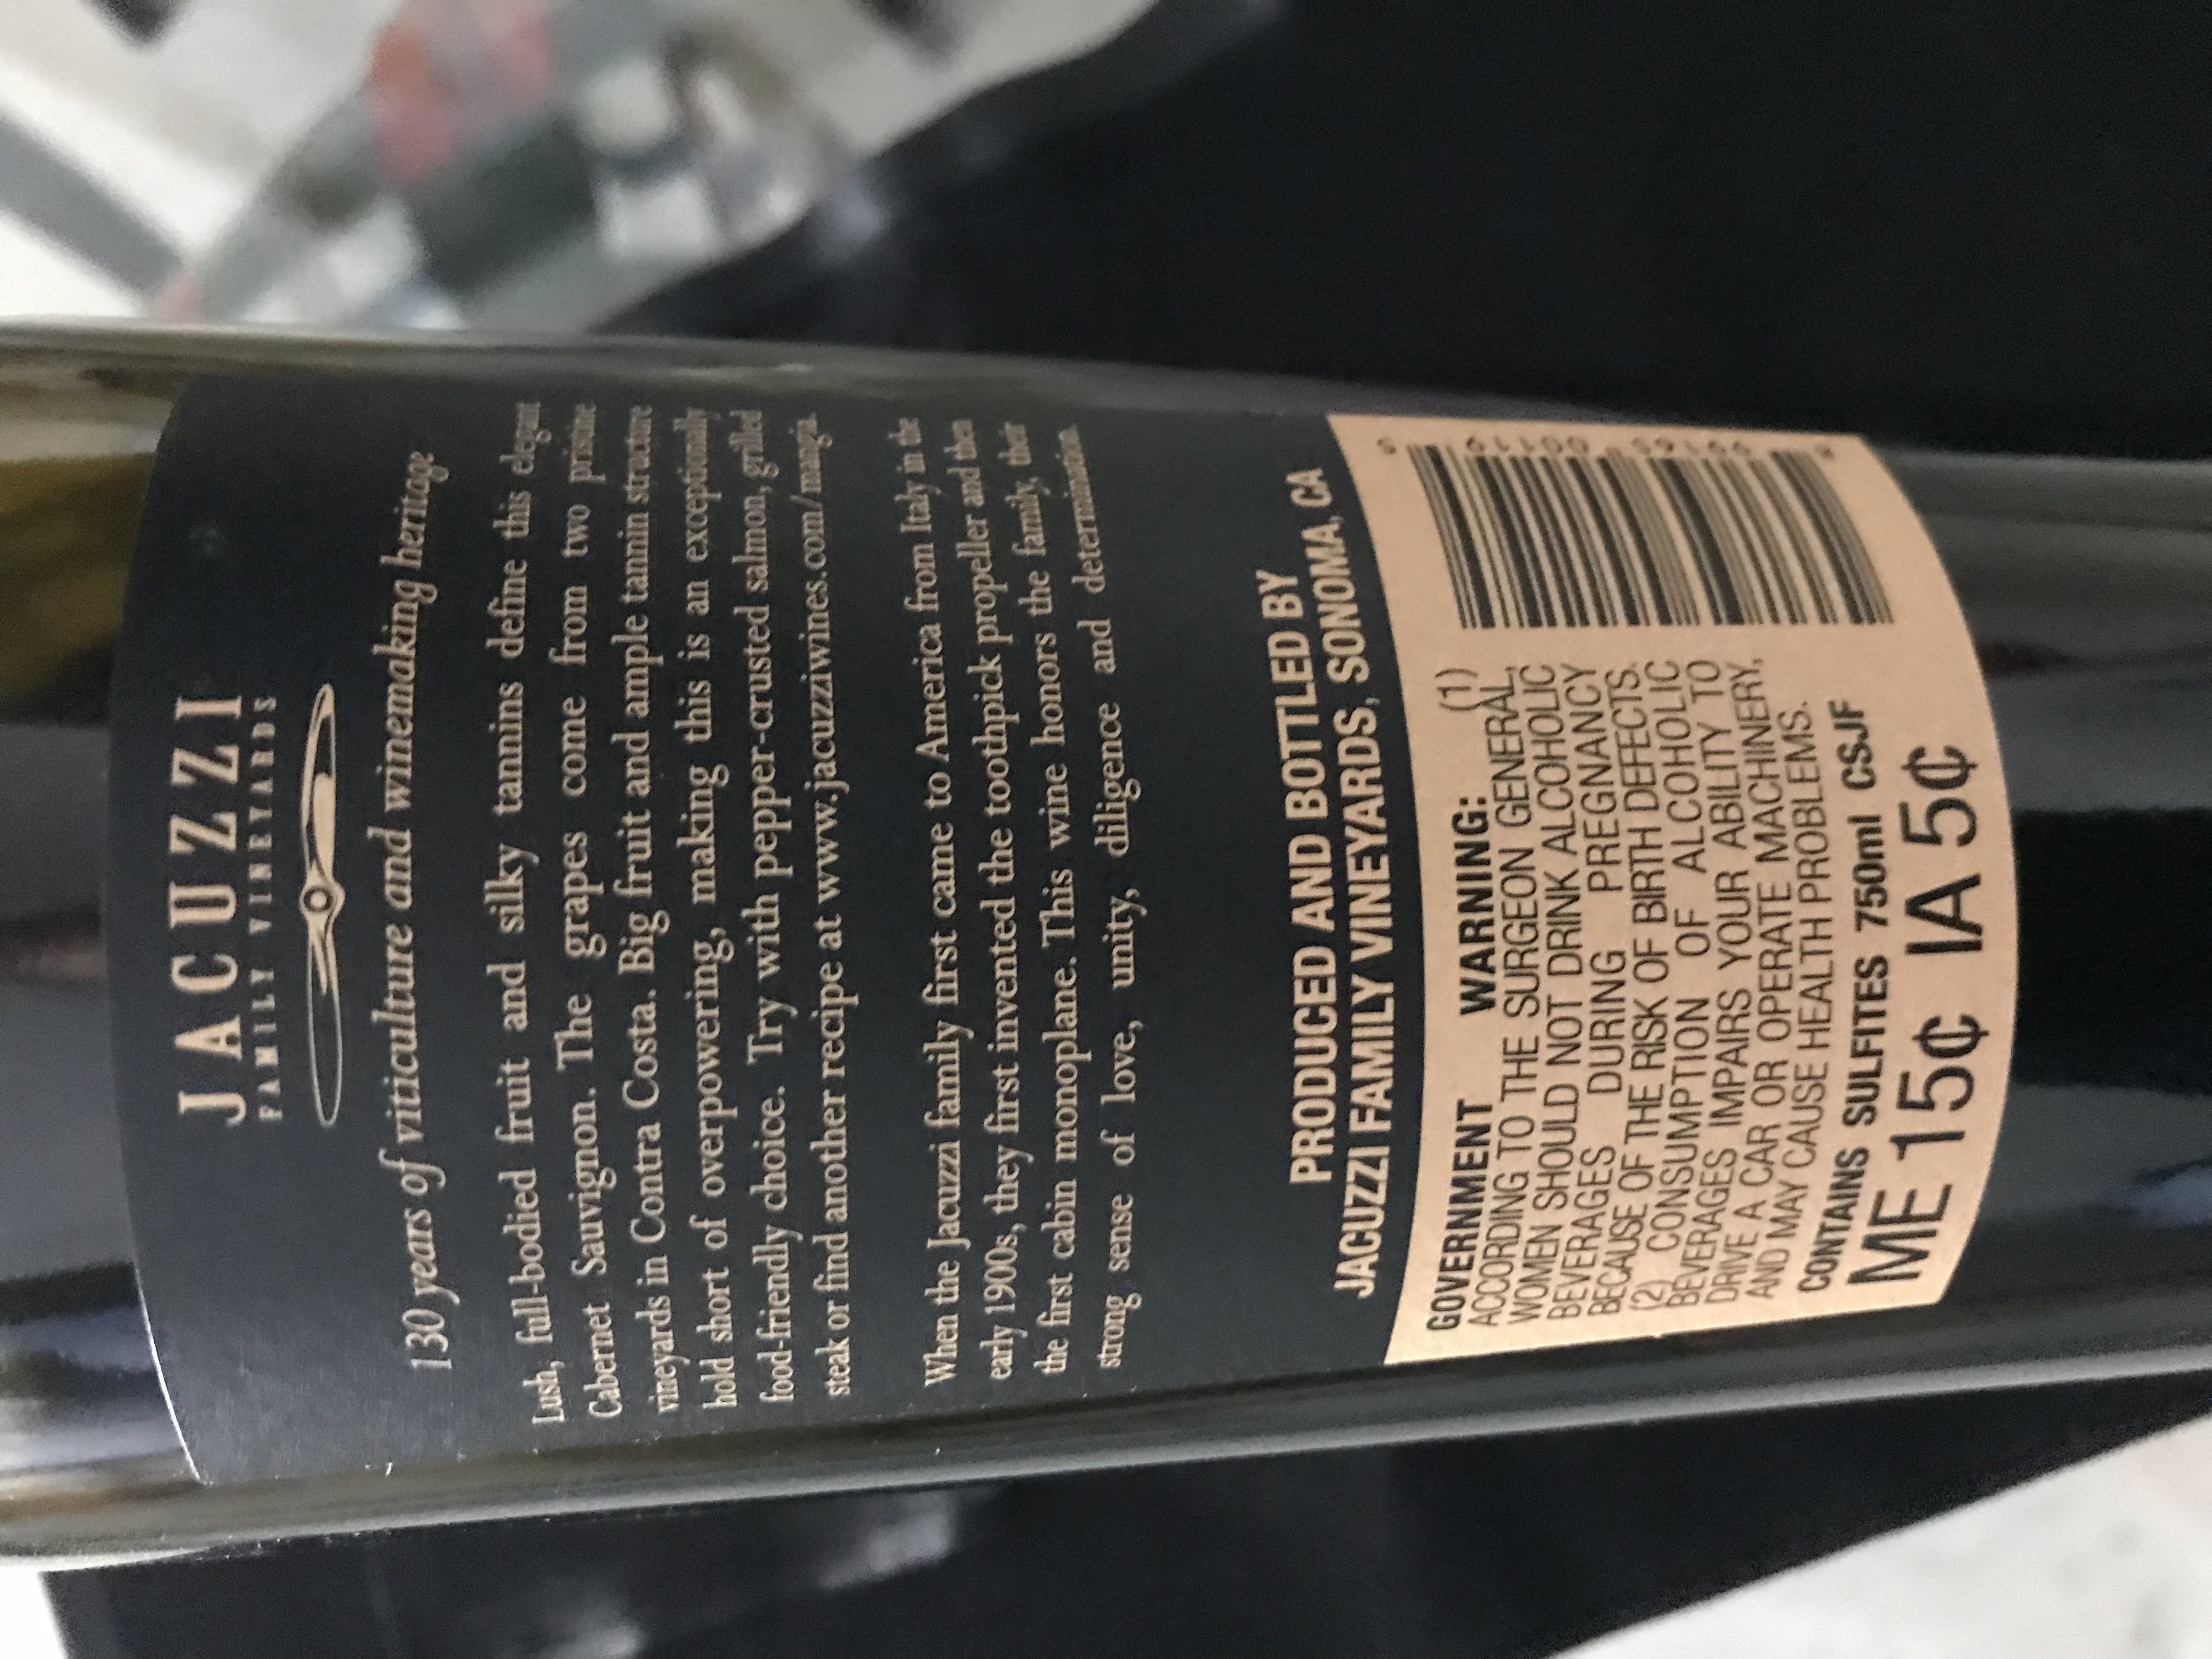 JACUZZI
FAMILY VINEYARDS
130 years of viticulture and winemaking heritage
Lush, full-bodied fruit and silky tannins define this elegant
Cabernet Sauvignon. The grapes come from two pristine
vineyards in Contra Costa. Big fruit and ample tannin structure
hold short of overpowering, making this is an exceptionally
food-friendly choice. Try with pepper-crusted salmon, grilled
steak or find another recipe at www.jacuzziwines.com/mangia.
When the Jacuzzi family first came to America from Italy in the
early 1900s, they first invented the toothpick propeller and then
the first cabin monoplane. This wine honors the family, their
strong sense of love, unity, diligence and determination.
PRODUCED AND BOTTLED BY
JACUZZI FAMILY VINEYARDS, SONOMA, CA
GOVERNMENT WARNING: (1)
ACCORDING TO THE SURGEON GENERAL,
WOMEN SHOULD NOT DRINK ALCOHOLIC
BEVERAGES DURING PREGNANCY
BECAUSE OF THE RISK OF BIRTH DEFECTS.
(2) CONSUMPTION OF ALCOHOLIC
BEVERAGES IMPAIRS YOUR ABILITY TO
DRIVE A CAR OR OPERATE MACHINERY,
AND MAY CAUSE HEALTH PROBLEMS.
CONTAINS SULFITES 750ml CSJF
ME 15¢ IA 5¢